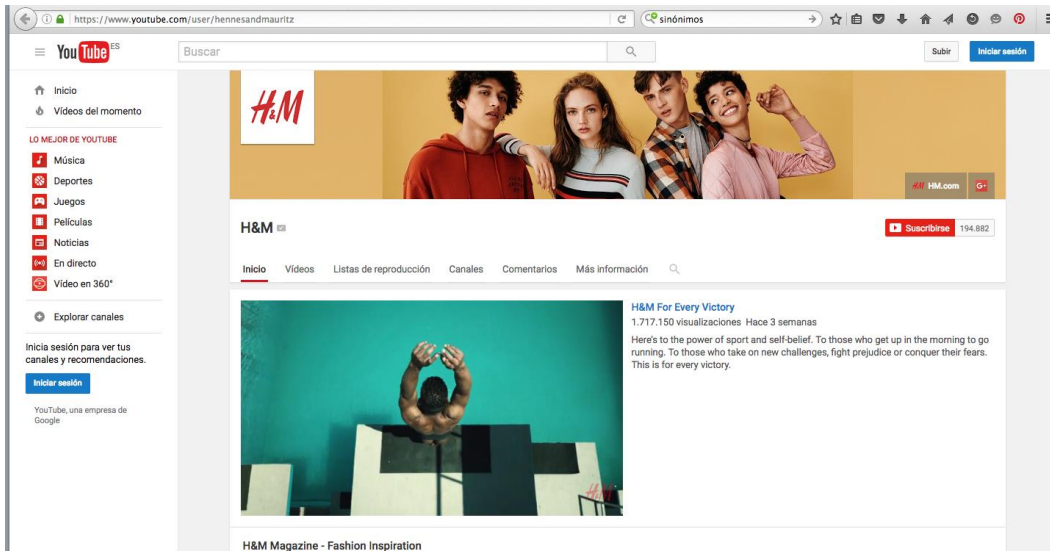 https://www.youtube.com/user/hennesandmauritz
sinónimos
YouTube ES
Buscar
Subir
Iniciar sesión
Inicio
Vídeos del momento
LO MEJOR DE YOUTUBE
Música
Deportes
Juegos
Películas
Noticias
En directo
Vídeo en 360°
Explorar canales
Inicia sesión para ver tus
canales y recomendaciones.
Iniciar sesión
YouTube, una empresa de
Google
H&M
H&M HM.com G+
H&M
Suscribirse 194.882
Inicio Vídeos Listas de reproducción Canales Comentarios Más información
H&M
H&M For Every Victory
1.717.150 visualizaciones Hace 3 semanas
Here's to the power of sport and self-belief. To those who get up in the morning to go
running. To those who take on new challenges, fight prejudice or conquer their fears.
This is for every victory.
H&M Magazine - Fashion Inspiration